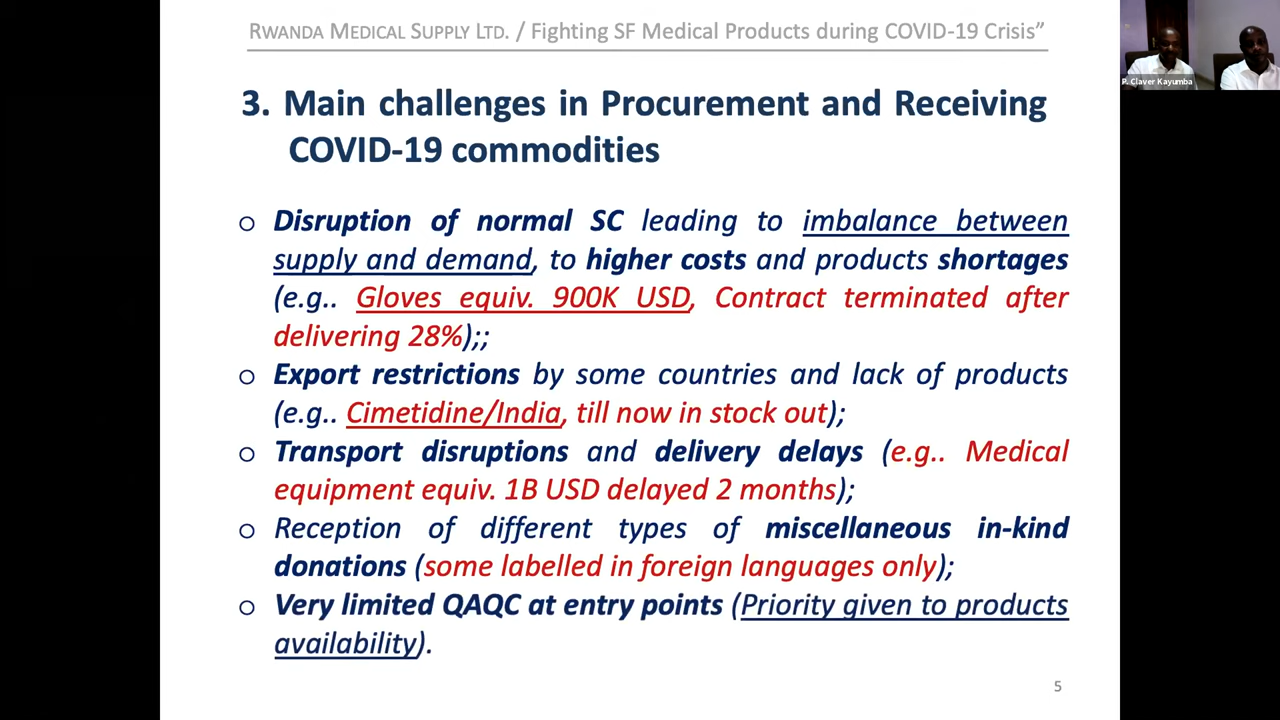 RWANDA MEDICAL SUPPLY LTD. / Fighting SF Medical Products during COVID-19 Crisis”
P. Claver Kayumba
3. Main challenges in Procurement and Receiving
COVID-19 commodities
o Disruption of normal SC leading to imbalance between
supply and demand, to higher costs and products shortages
(e.g.. Gloves equiv. 900K USD, Contract terminated after
delivering 28%);;
o Export restrictions by some countries and lack of products
(e.g.. Cimetidine/India, till now in stock out);
o Transport disruptions and delivery delays (e.g.. Medical
equipment equiv. 1B USD delayed 2 months);
o Reception of different types of miscellaneous in-kind
donations (some labelled in foreign languages only);
o Very limited QAQC at entry points (Priority given to products
availability).
5